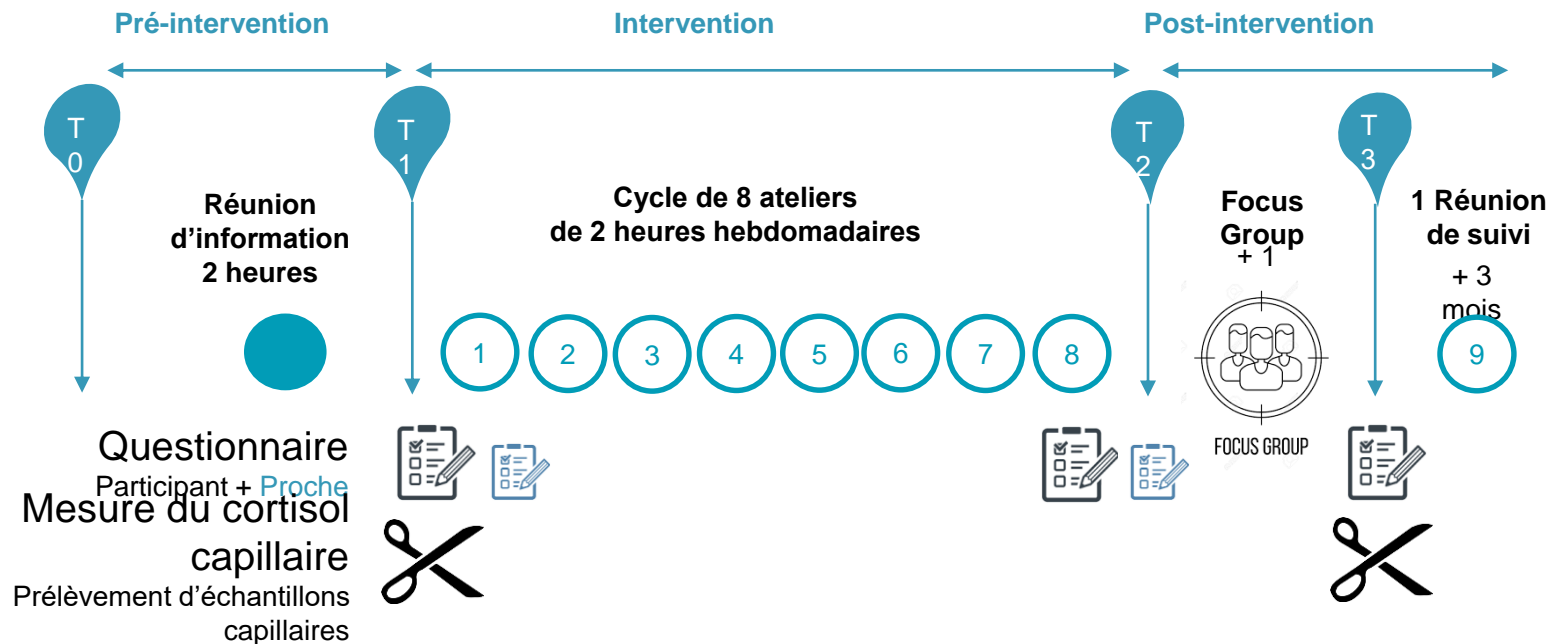 Pré-intervention
Intervention
Post-intervention
T
0
T
1
T
2
T
3
Réunion
d'information
2 heures
Cycle de 8 ateliers
de 2 heures hebdomadaires
Focus
Group
+ 1
1 Réunion
de suivi
+ 3
mois
1
2
3
4
5
6
7
8
9
FOCUS GROUP
Questionnaire
Participant + Proche
Mesure du cortisol
capillaire
Prélèvement d'échantillons
capillaires